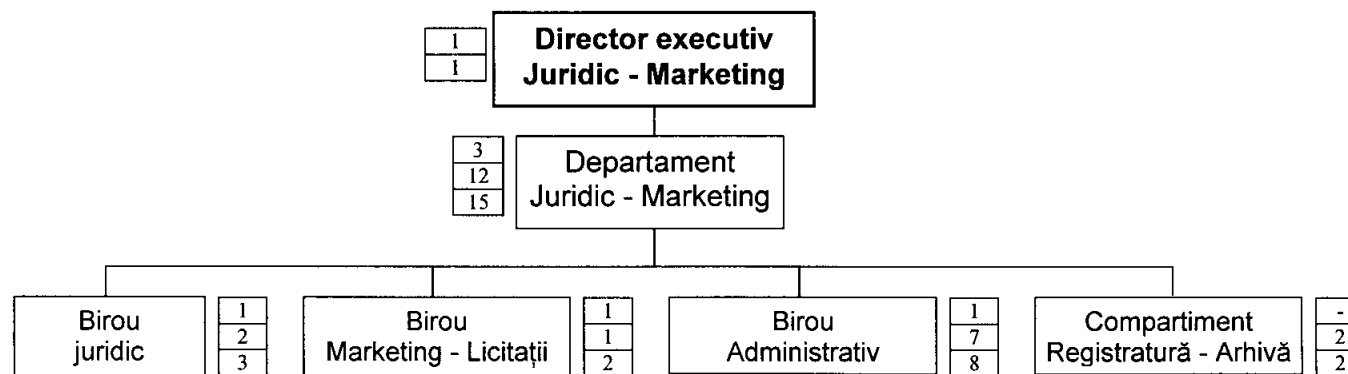 1
1
Director executiv
Juridic - Marketing
3
12
15
Departament
Juridic - Marketing
Birou
juridic
1
2
3
Birou
Marketing - Licitații
1
1
2
Birou
Administrativ
1
7
8
Compartiment
Registratură - Arhivă
-
2
2